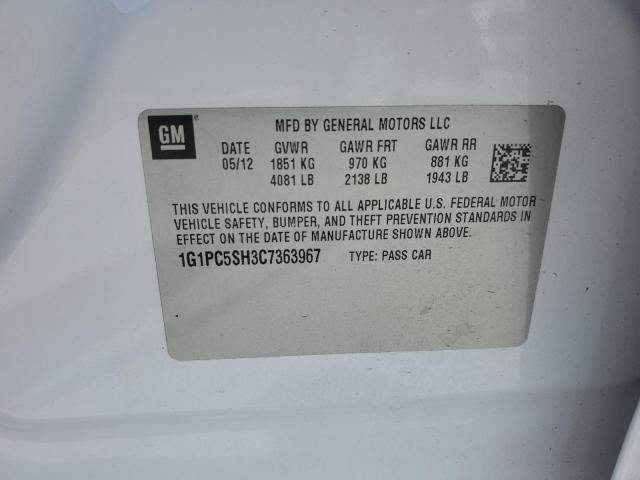 GM ® MFD BY GENERAL MOTORS LLC
DATE GVWR GAWR FRT GAWR RR
05/12 1851 KG 970 KG 881 KG
4081 LB 2138 LB 1943 LB
THIS VEHICLE CONFORMS TO ALL APPLICABLE U.S. FEDERAL MOTOR
VEHICLE SAFETY, BUMPER, AND THEFT PREVENTION STANDARDS IN
EFFECT ON THE DATE OF MANUFACTURE SHOWN ABOVE.
1G1PC5SH3C7363967 TYPE: PASS CAR